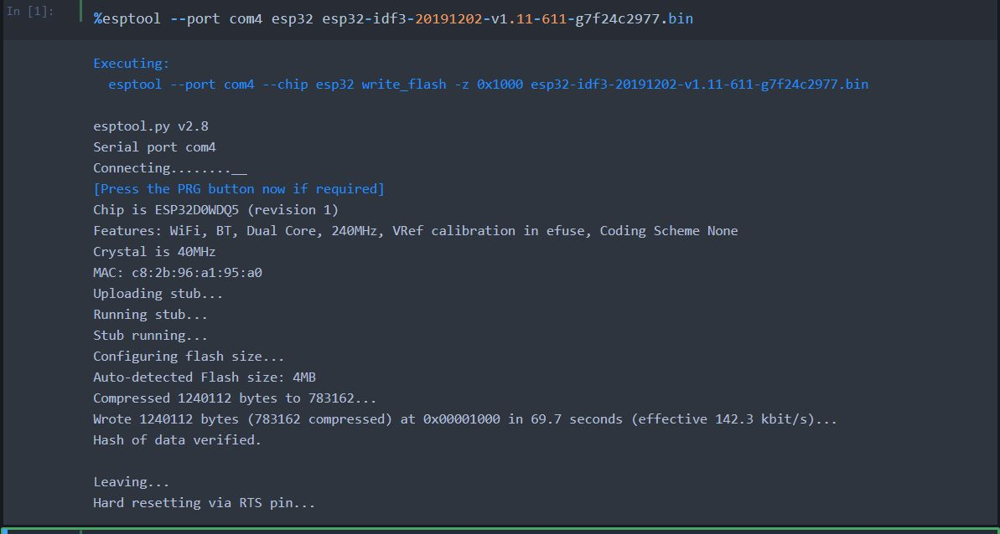 In [1]:
%esptool --port com4 esp32 esp32-idf3-20191202-v1.11-611-g7f24c2977.bin
Executing:
  esptool --port com4 --chip esp32 write_flash -z 0x1000 esp32-idf3-20191202-v1.11-611-g7f24c2977.bin
esptool.py v2.8
Serial port com4
Connecting........__
[Press the PRG button now if required]
Chip is ESP32D0WDQ5 (revision 1)
Features: WiFi, BT, Dual Core, 240MHz, VRef calibration in efuse, Coding Scheme None
Crystal is 40MHz
MAC: c8:2b:96:a1:95:a0
Uploading stub...
Running stub...
Stub running...
Configuring flash size...
Auto-detected Flash size: 4MB
Compressed 1240112 bytes to 783162...
Wrote 1240112 bytes (783162 compressed) at 0x00001000 in 69.7 seconds (effective 142.3 kbit/s)...
Hash of data verified.
Leaving...
Hard resetting via RTS pin...